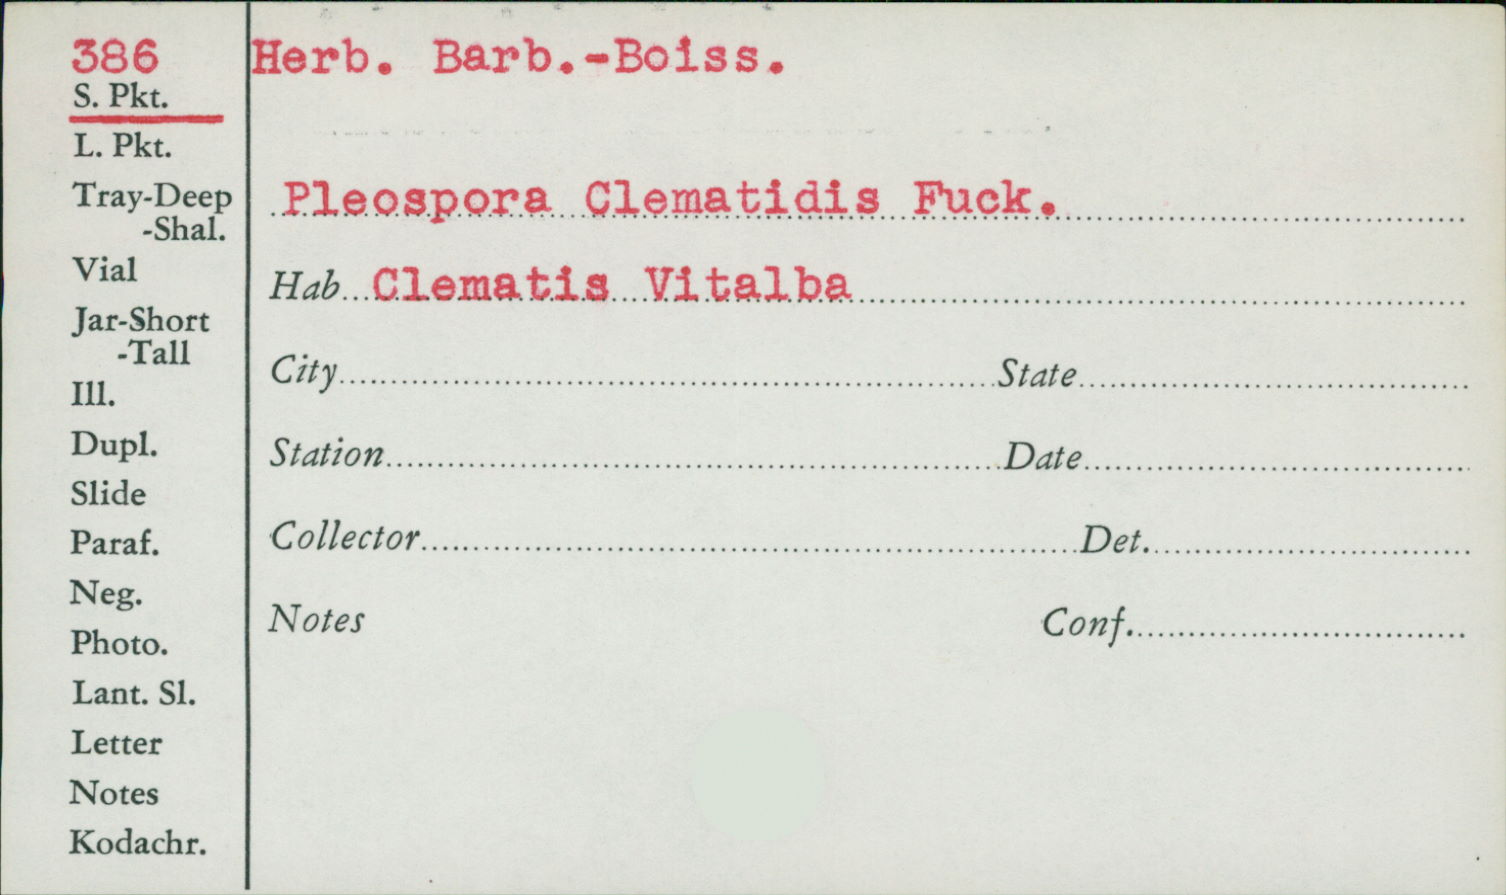 386
S. Pkt.
L. Pkt.
Tray-Deep
-Shal.
Vial
Jar-Short
-Tall
Ill.
Dupl.
Slide
Paraf.
Neg.
Photo.
Lant. Sl.
Letter
Notes
Kodachr.
Herb. Barb.-Boiss.
Pleospora Clematidis Fuck.
Hab. Clematis Vitalba
City State
Station Date
Collector Det.
Notes Conf.